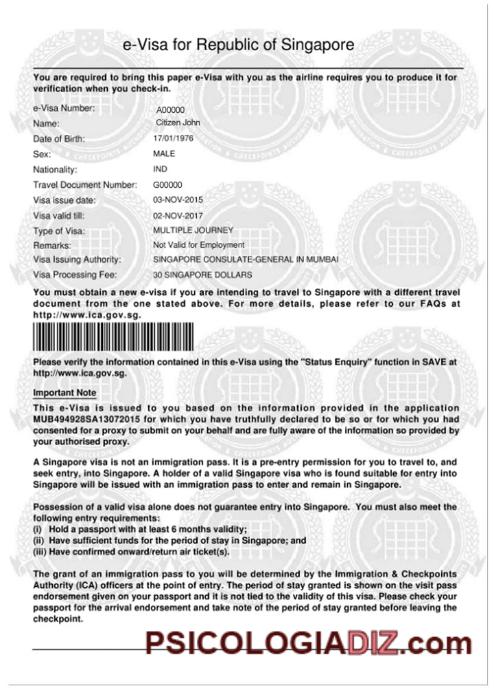 e-Visa for Republic of Singapore
You are required to bring this paper e-Visa with you as the airline requires you to produce it for
verification when you check-in.
e-Visa Number: A00000
Name: Citizen John
Date of Birth: 17/01/1976
Sex: MALE
Nationality: IND
Travel Document Number: G00000
Visa issue date: 03-NOV-2015
Visa valid till: 02-NOV-2017
Type of Visa: MULTIPLE JOURNEY
Remarks: Not Valid for Employment
Visa Issuing Authority: SINGAPORE CONSULATE-GENERAL IN MUMBAI
Visa Processing Fee: 30 SINGAPORE DOLLARS
You must obtain a new e-visa if you are intending to travel to Singapore with a different travel
document from the one stated above. For more details, please refer to our FAQs at
http://www.ica.gov.sg.
Please verify the information contained in this e-Visa using the "Status Enquiry" function in SAVE at
http://www.ica.gov.sg.
Important Note
This e-Visa is issued to you based on the information provided in the application
MUB494928SA13072015 for which you have truthfully declared to be so or for which you had
consented for a proxy to submit on your behalf and are fully aware of the information so provided by
your authorised proxy.
A Singapore visa is not an immigration pass. It is a pre-entry permission for you to travel to, and
seek entry, into Singapore. A holder of a valid Singapore visa who is found suitable for entry into
Singapore will be issued with an immigration pass to enter and remain in Singapore.
Possession of a valid visa alone does not guarantee entry into Singapore. You must also meet the
following entry requirements:
(i) Hold a passport with at least 6 months validity;
(ii) Have sufficient funds for the period of stay in Singapore; and
(iii) Have confirmed onward/return air ticket(s).
The grant of an immigration pass to you will be determined by the Immigration & Checkpoints
Authority (ICA) officers at the point of entry. The period of stay granted is shown on the visit pass
endorsement given on your passport and it is not tied to the validity of this visa. Please check your
passport for the arrival endorsement and take note of the period of stay granted before leaving the
checkpoint.
PSICOLOGIADIZ.com